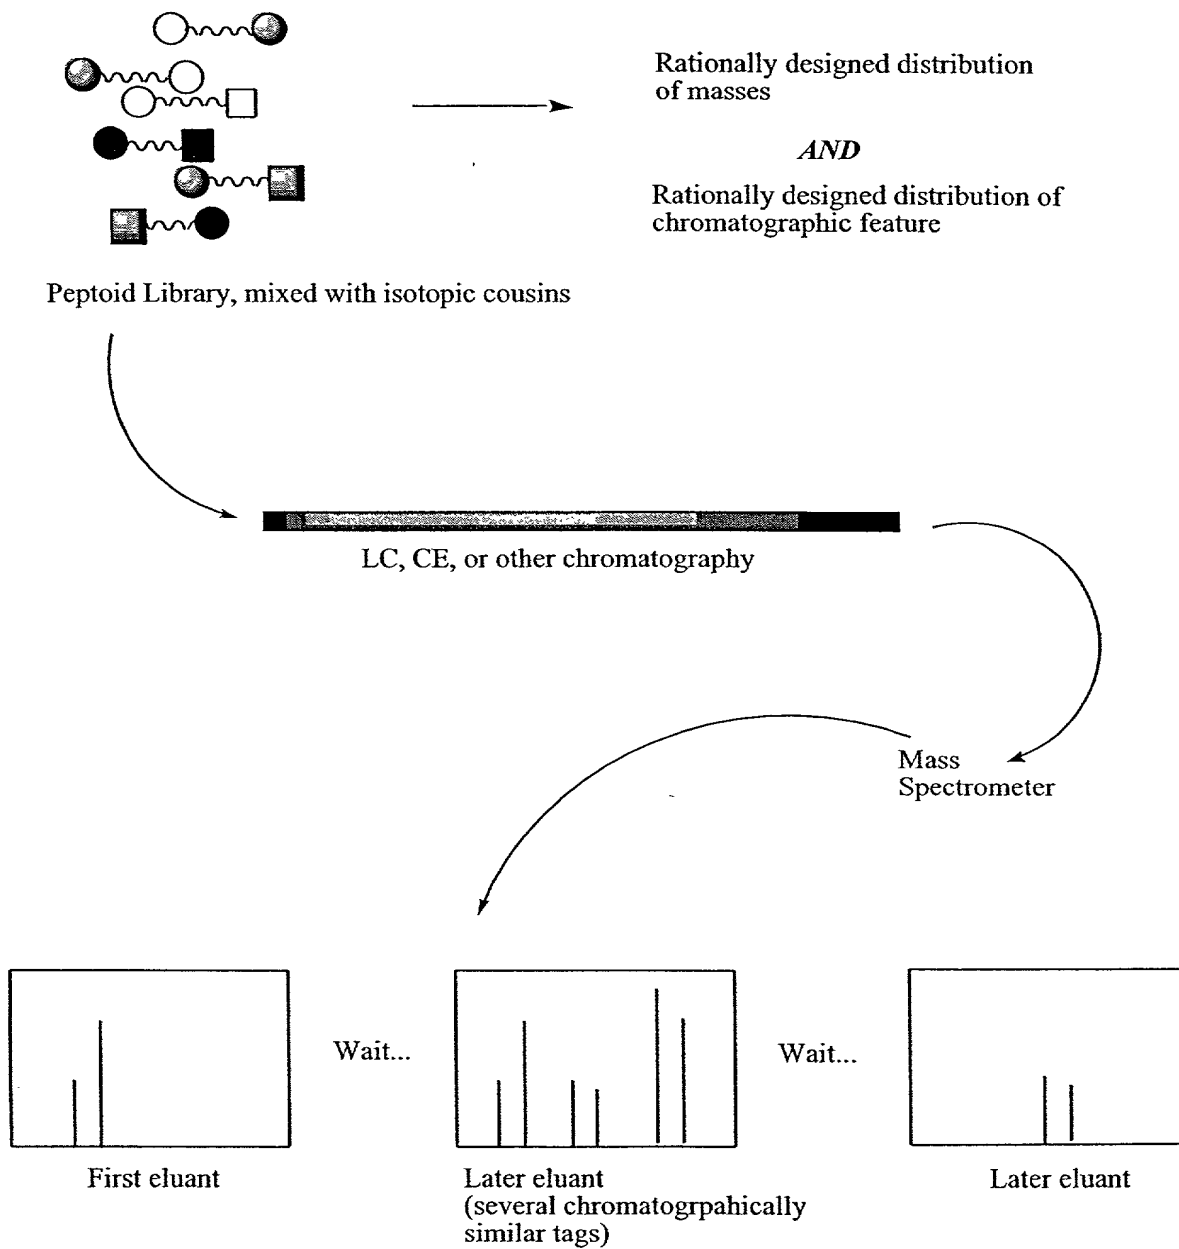 Rationally designed distribution
of masses
AND
Rationally designed distribution of
chromatographic feature
Peptoid Library, mixed with isotopic cousins
LC, CE, or other chromatography
Mass
Spectrometer
Wait...
Wait...
First eluant
Later eluant
(several chromatogrpahically
similar tags)
Later eluant